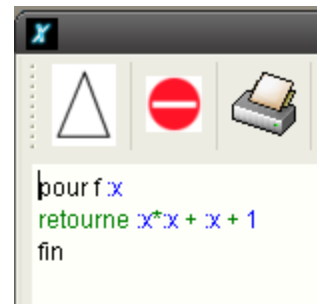 X
pour f :x
retourne :x*:x + :x + 1
fin